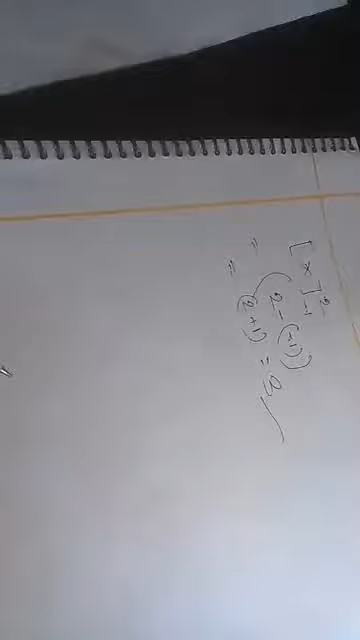 [x]²₋₁
= (2-(-1))
= (2+1) = 3